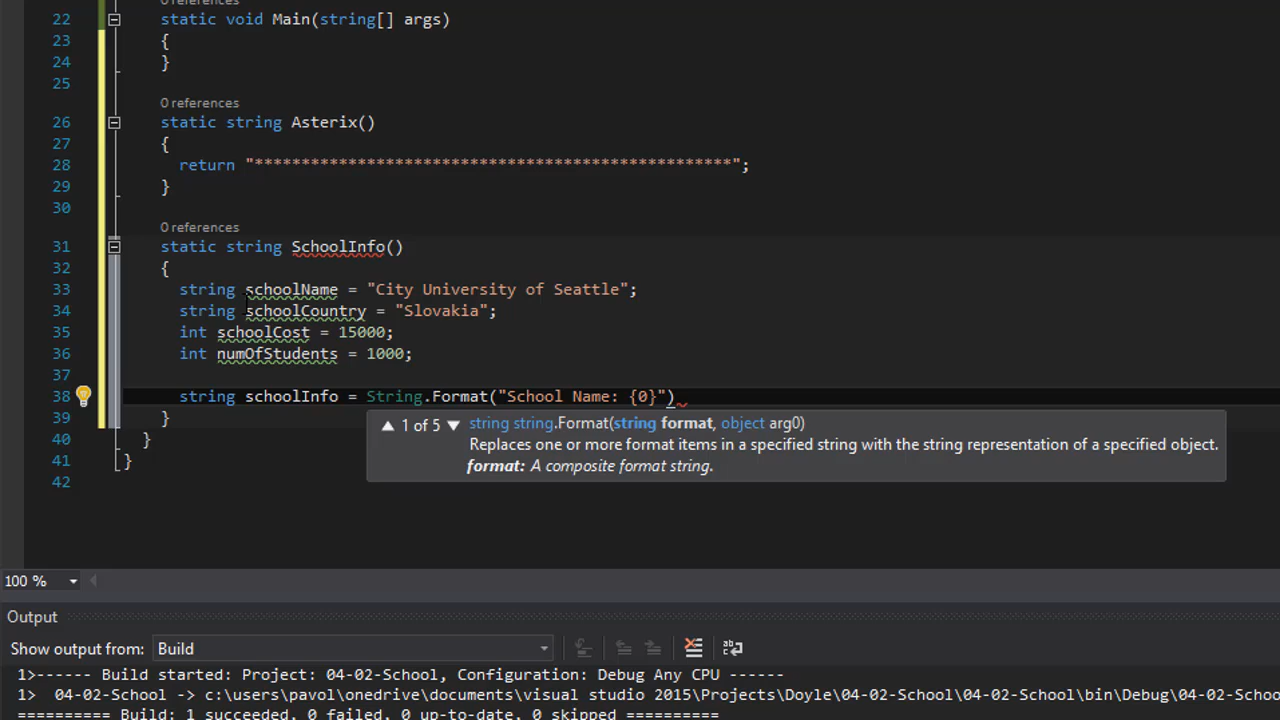 0 references
22 static void Main(string[] args)
23 {
24 }
25
0 references
26 static string Asterix()
27 {
28 return "***************************************************";
29 }
30
0 references
31 static string SchoolInfo()
32 {
33 string schoolName = "City University of Seattle";
34 string schoolCountry = "Slovakia";
35 int schoolCost = 15000;
36 int numOfStudents = 1000;
37
38 string schoolInfo = String.Format("School Name: {0}")
39 }
1 of 5 string string.Format(string format, object arg0)
40 }
Replaces one or more format items in a specified string with the string representation of a specified object.
41 }
format: A composite format string.
42
100 %
Output
Show output from: Build
1>------ Build started: Project: 04-02-School, Configuration: Debug Any CPU ------
1> 04-02-School -> c:\users\pavol\onedrive\documents\visual studio 2015\Projects\Doyle\04-02-School\04-02-School\bin\Debug\04-02-Schoo
========== Build: 1 succeeded, 0 failed, 0 up-to-date, 0 skipped ==========